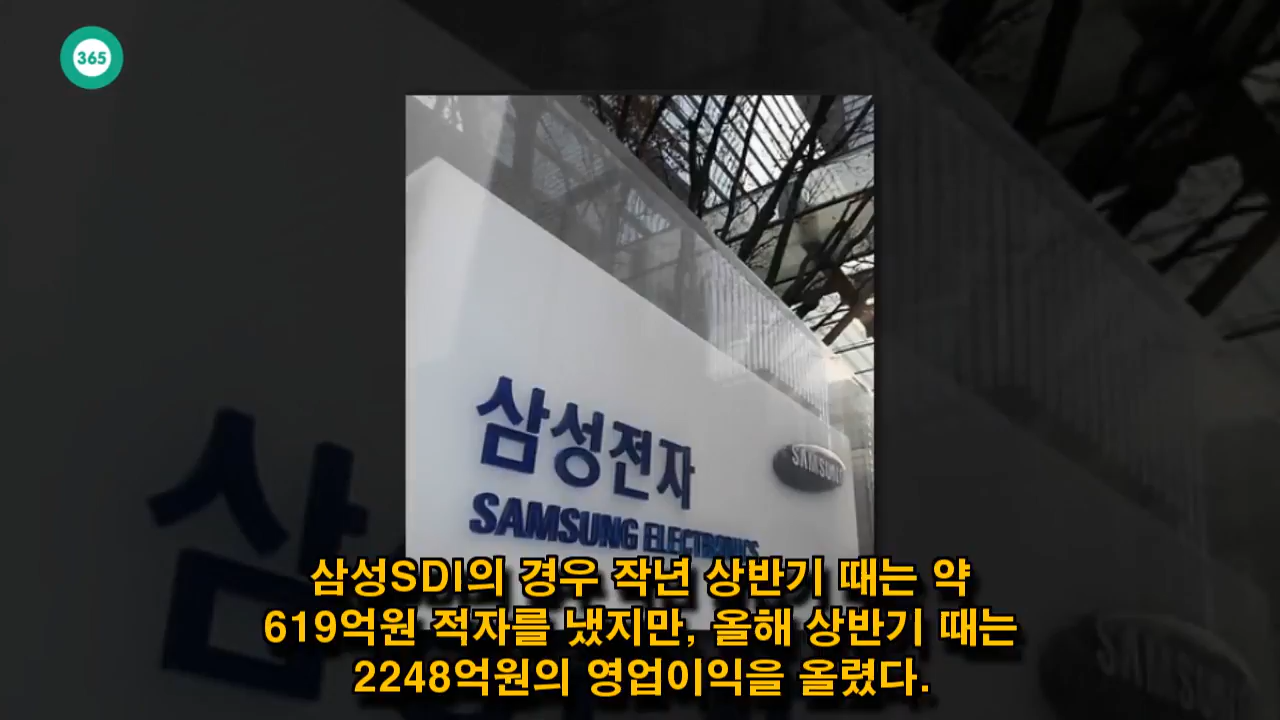 365
삼성전자
SAMSUNG
SAMSUNG ELECTRONICS
삼성SDI의 경우 작년 상반기 때는 약
619억원 적자를 냈지만, 올해 상반기 때는
2248억원의 영업이익을 올렸다.